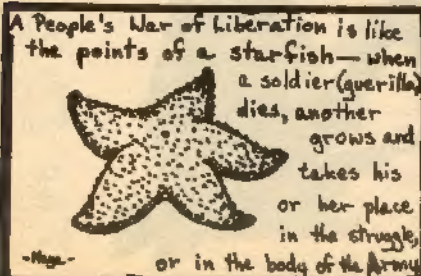 A People's War of Liberation is like
the points of a starfish — when
a soldier (guerilla)
dies, another
grows and
takes his
or her place
in the struggle,
or in the body of the Army